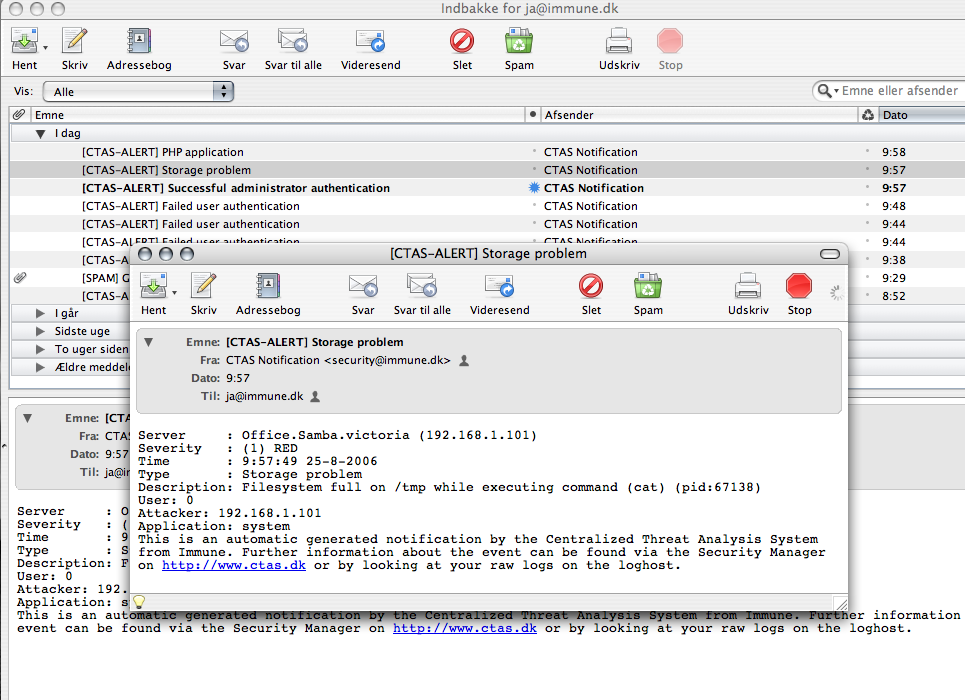 Indbakke for ja@immune.dk
Hent Skriv Adressebog Svar Svar til alle Videresend Slet Spam Udskriv Stop
Vis: Alle Emne eller afsender
Emne Afsender Dato
I dag
[CTAS-ALERT] PHP application CTAS Notification 9:58
[CTAS-ALERT] Storage problem CTAS Notification 9:57
[CTAS-ALERT] Successful administrator authentication CTAS Notification 9:57
[CTAS-ALERT] Failed user authentication CTAS Notification 9:48
[CTAS-ALERT] Failed user authentication CTAS Notification 9:44
[CTAS-ALERT] Failed user authentication CTAS Notification 9:44
[CTAS-A 9:38
[SPAM] G 9:29
[CTAS-A 8:52
I går
Sidste uge
To uger siden
Ældre meddel
[CTAS-ALERT] Storage problem
Hent Skriv Adressebog Svar Svar til alle Videresend Slet Spam Udskriv Stop
Emne: [CTAS-ALERT] Storage problem
Fra: CTAS Notification <security@immune.dk>
Dato: 9:57
Til: ja@immune.dk
Server : Office.Samba.victoria (192.168.1.101)
Severity : (1) RED
Time : 9:57:49 25-8-2006
Type : Storage problem
Description: Filesystem full on /tmp while executing command (cat) (pid:67138)
User: 0
Attacker: 192.168.1.101
Application: system
This is an automatic generated notification by the Centralized Threat Analysis System
from Immune. Further information about the event can be found via the Security Manager
on http://www.ctas.dk or by looking at your raw logs on the loghost.
Emne: [CTA
Fra: CTAS
Dato: 9:57
Til: ja@in
Server : O
Severity : (
Time : 9
Type : S
Description: F
User: 0
Attacker: 192.
Application: s
This is an automatic generated notification by the Centralized Threat Analysis System from Immune. Further information
event can be found via the Security Manager on http://www.ctas.dk or by looking at your raw logs on the loghost.